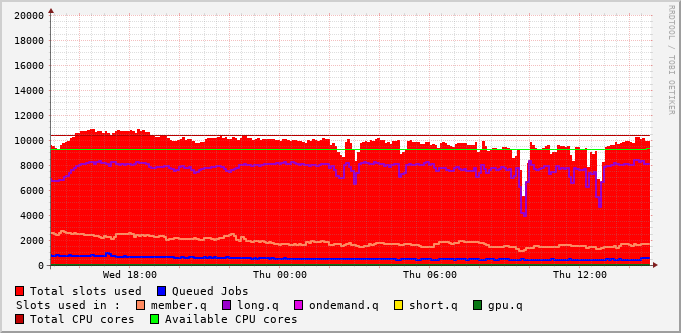 20000
18000
16000
14000
12000
10000
8000
6000
4000
2000
0
Wed 18:00 Thu 00:00 Thu 06:00 Thu 12:00
Total slots used Queued Jobs
Slots used in : member.q long.q ondemand.q short.q gpu.q
Total CPU cores Available CPU cores
RRDTOOL / TOBI OETIKER